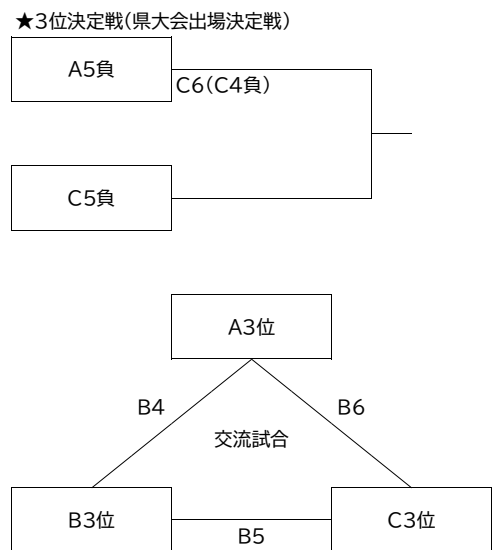 ★３位決定戦（県大会出場決定戦）
A５負
C６（C４負）
C５負
A３位
B４
B６
交流試合
B３位
C３位
B５